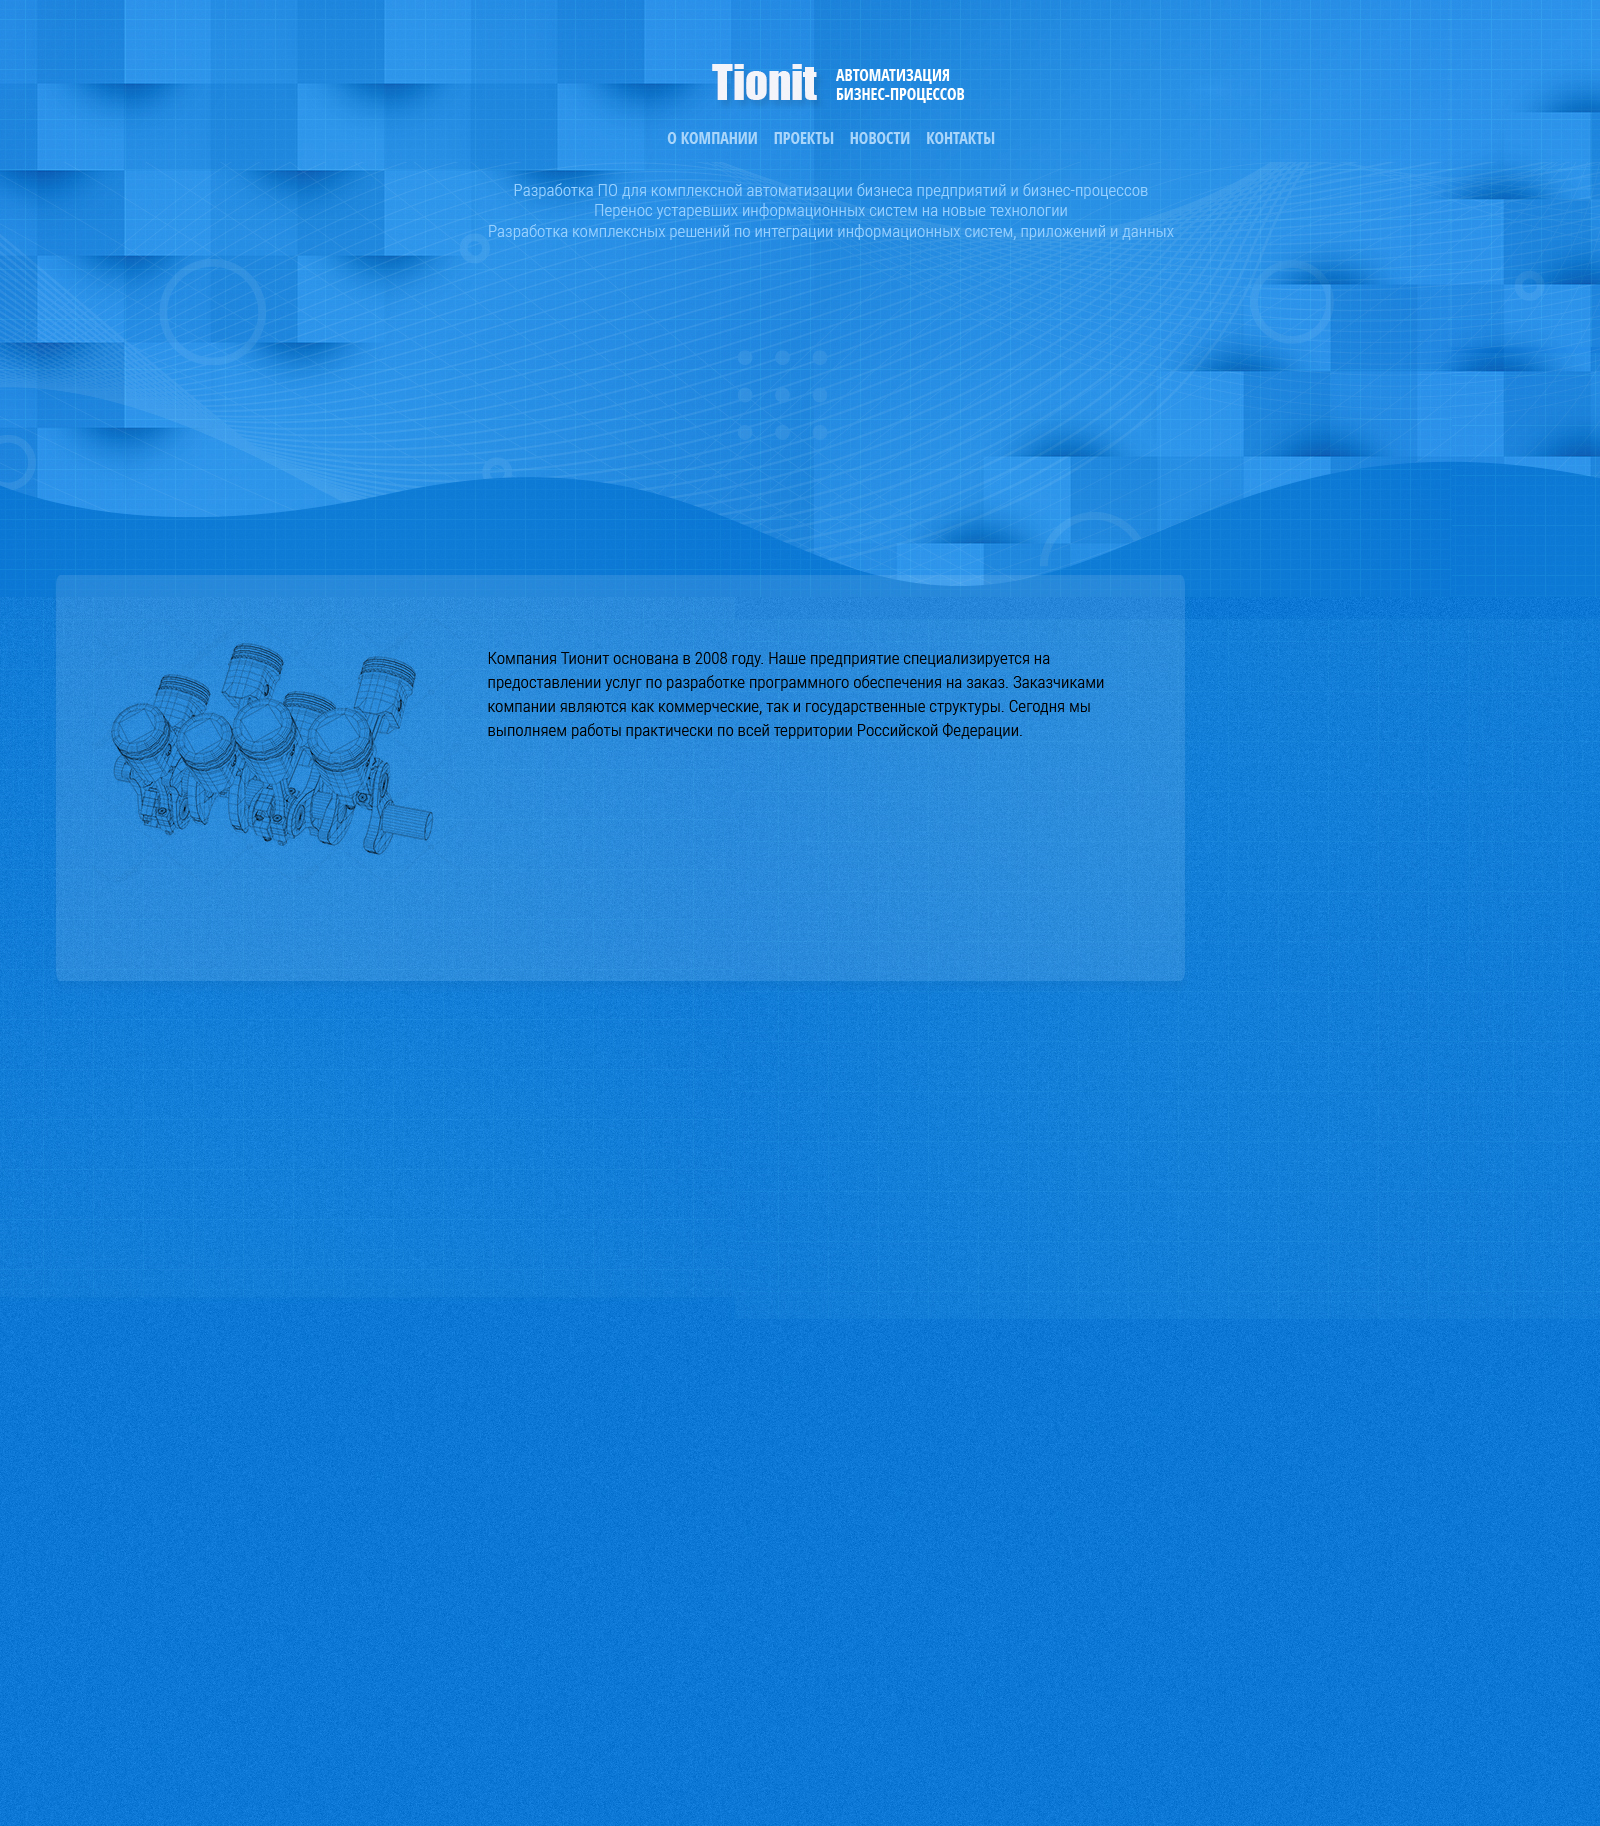 Tionit
АВТОМАТИЗАЦИЯ
БИЗНЕС-ПРОЦЕССОВ
О КОМПАНИИ ПРОЕКТЫ НОВОСТИ КОНТАКТЫ
Разработка ПО для комплексной автоматизации бизнеса предприятий и бизнес-процессов
Перенос устаревших информационных систем на новые технологии
Разработка комплексных решений по интеграции информационных систем, приложений и данных
Компания Тионит основана в 2008 году. Наше предприятие специализируется на
предоставлении услуг по разработке программного обеспечения на заказ. Заказчиками
компании являются как коммерческие, так и государственные структуры. Сегодня мы
выполняем работы практически по всей территории Российской Федерации.